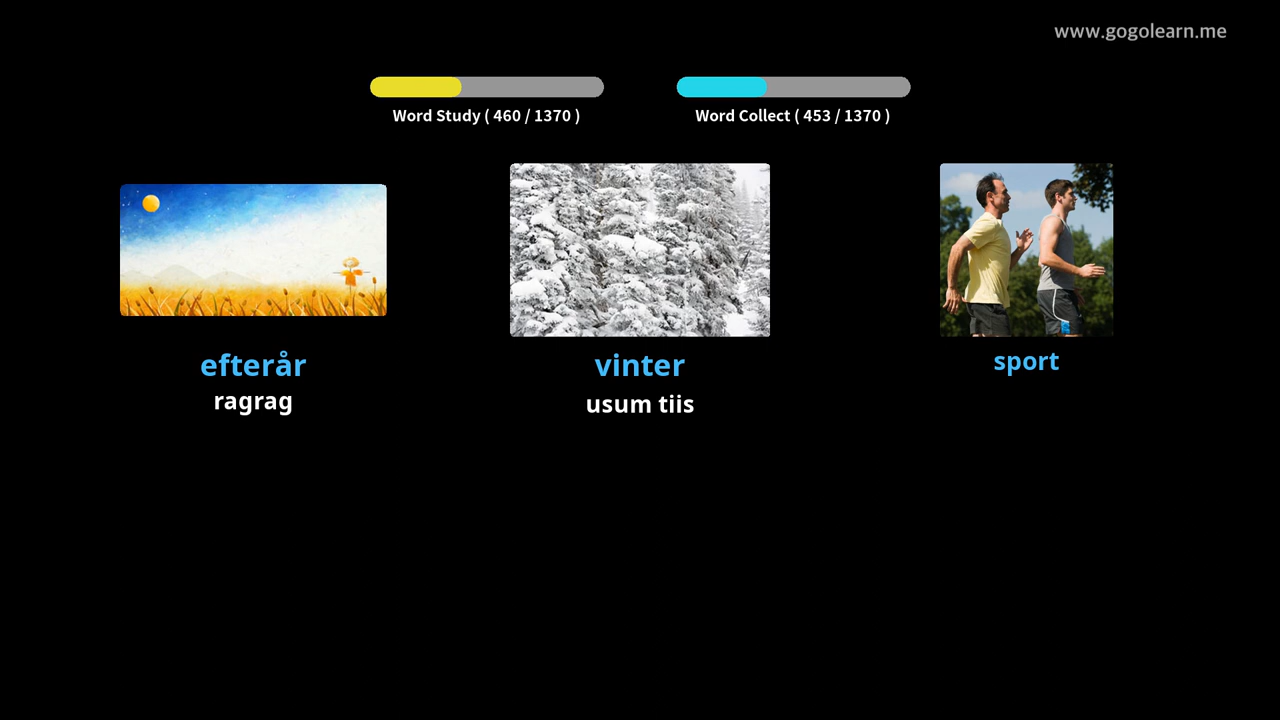 www.gogolearn.me
Word Study ( 460 / 1370 )
Word Collect ( 453 / 1370 )
efterår
ragrag
vinter
usum tiis
sport